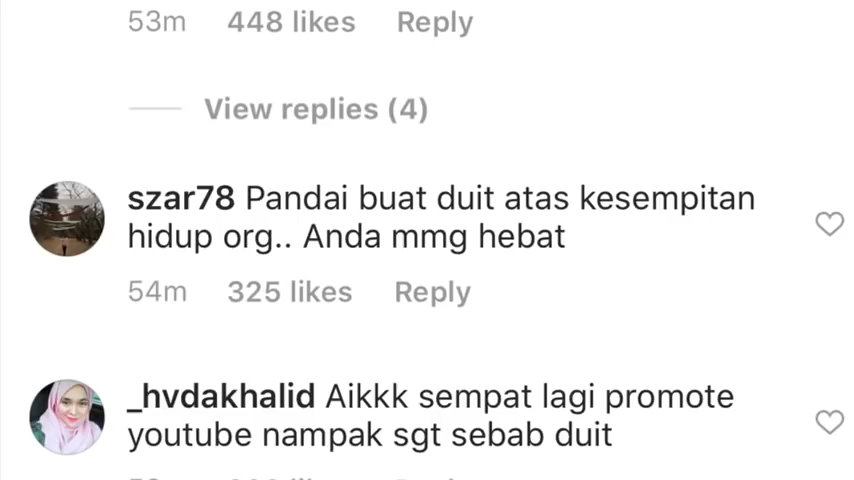 53m 448 likes Reply
View replies (4)
szar78 Pandai buat duit atas kesempitan
hidup org.. Anda mmg hebat
54m 325 likes Reply
_hvdakhalid Aikkk sempat lagi promote
youtube nampak sgt sebab duit